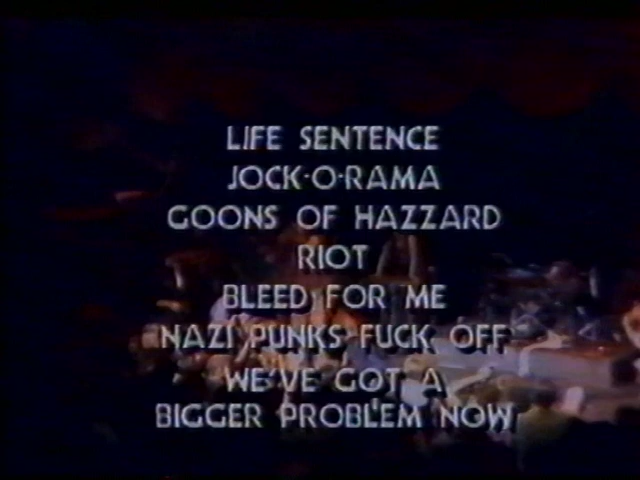 LIFE SENTENCE
JOCK-O-RAMA
GOONS OF HAZZARD
RIOT
BLEED FOR ME
NAZI PUNKS FUCK OFF
WE'VE GOT A
BIGGER PROBLEM NOW